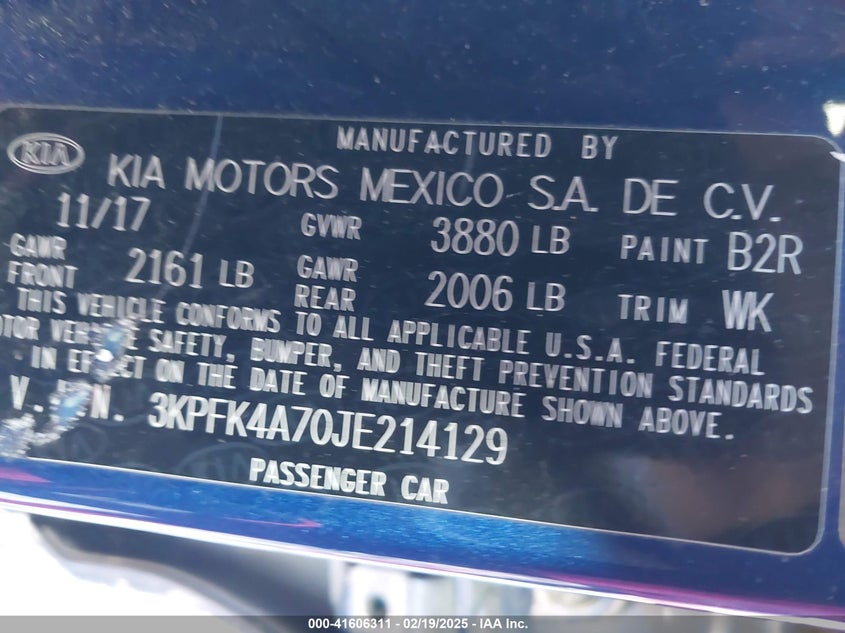 MANUFACTURED BY
KIA KIA MOTORS MEXICO S.A. DE C.V.
11/17 GVWR 3880 LB PAINT B2R
GAWR FRONT 2161 LB GAWR REAR 2006 LB TRIM WK
THIS VEHICLE CONFORMS TO ALL APPLICABLE U.S.A. FEDERAL
MOTOR VEHICLE SAFETY, BUMPER, AND THEFT PREVENTION STANDARDS
IN EFFECT ON THE DATE OF MANUFACTURE SHOWN ABOVE.
V.I.N. 3KPFK4A70JE214129
PASSENGER CAR
000-41606311 - 02/19/2025 - IAA Inc.